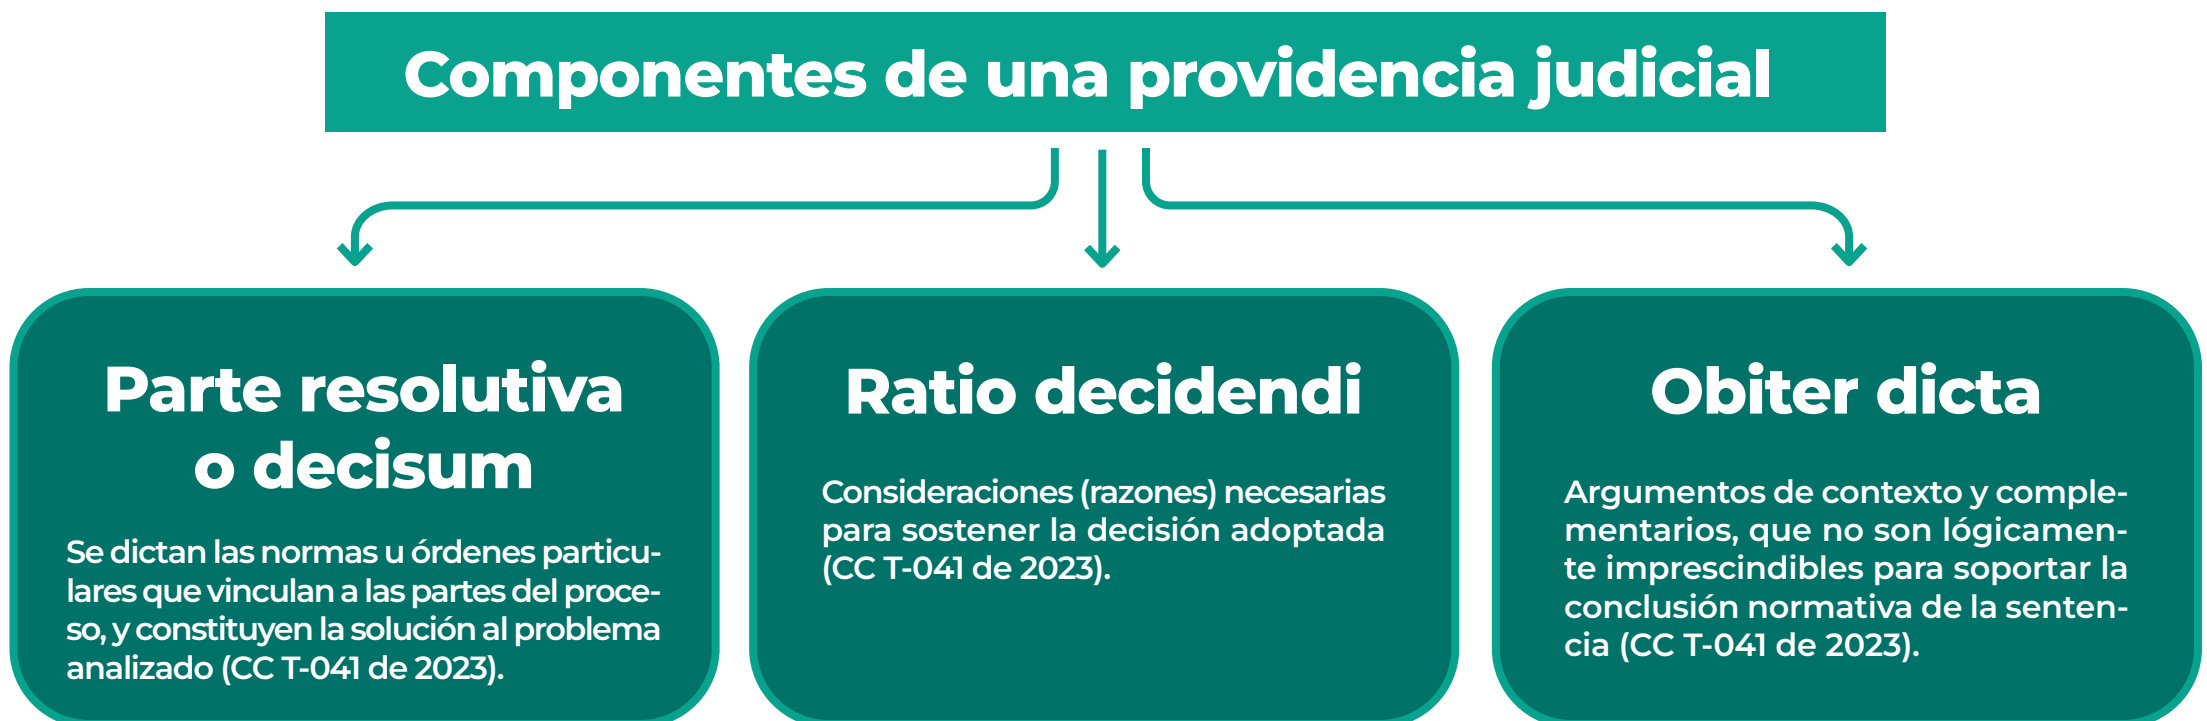 Componentes de una providencia judicial
Parte resolutiva
o decisum
Se dictan las normas u órdenes particu-
lares que vinculan a las partes del proce-
so, y constituyen la solución al problema
analizado (CC T-041 de 2023).
Ratio decidendi
Consideraciones (razones) necesarias
para sostener la decisión adoptada
(CC T-041 de 2023).
Obiter dicta
Argumentos de contexto y comple-
mentarios, que no son lógicamen-
te imprescindibles para soportar la
conclusión normativa de la senten-
cia (CC T-041 de 2023).